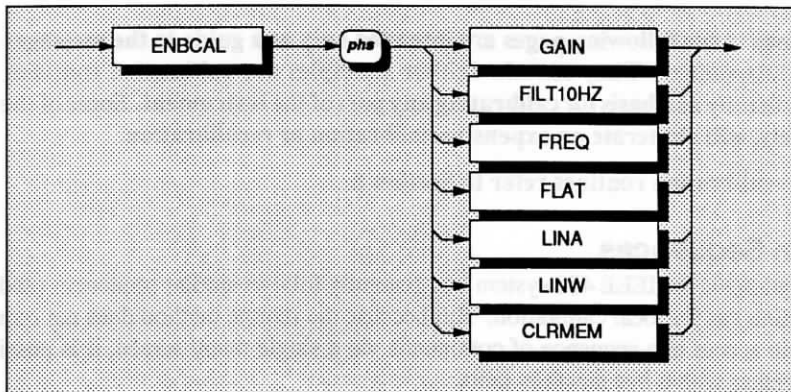 ENBCAL
phs
GAIN
FILT10HZ
FREQ
FLAT
LINA
LINW
CLRMEM